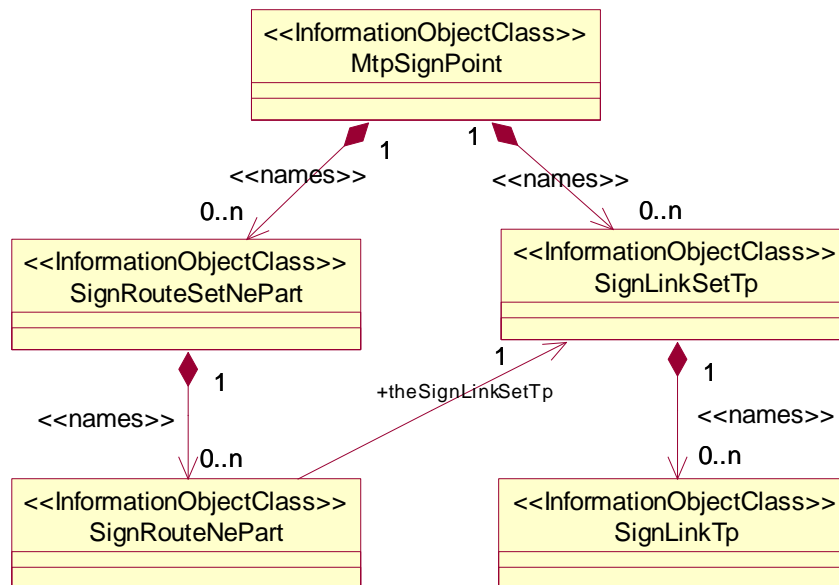 <<InformationObjectClass>>
MtpSignPoint
1
1
<<names>>
<<names>>
0..n
0..n
<<InformationObjectClass>>
SignRouteSetNePart
<<InformationObjectClass>>
SignLinkSetTp
1
1
1
+theSignLinkSetTp
<<names>>
<<names>>
0..n
0..n
<<InformationObjectClass>>
SignRouteNePart
<<InformationObjectClass>>
SignLinkTp